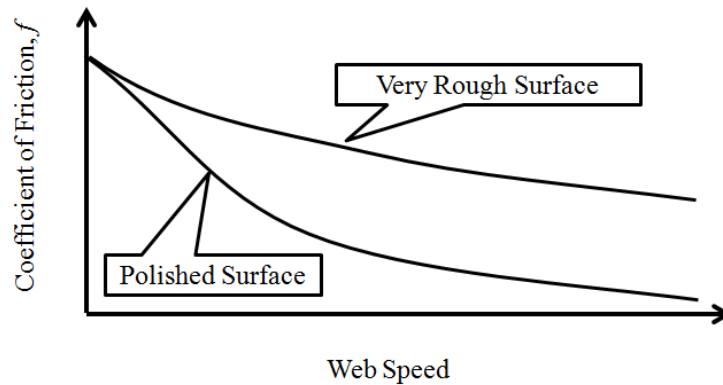 Coefficient of Friction, f
Very Rough Surface
Polished Surface
Web Speed